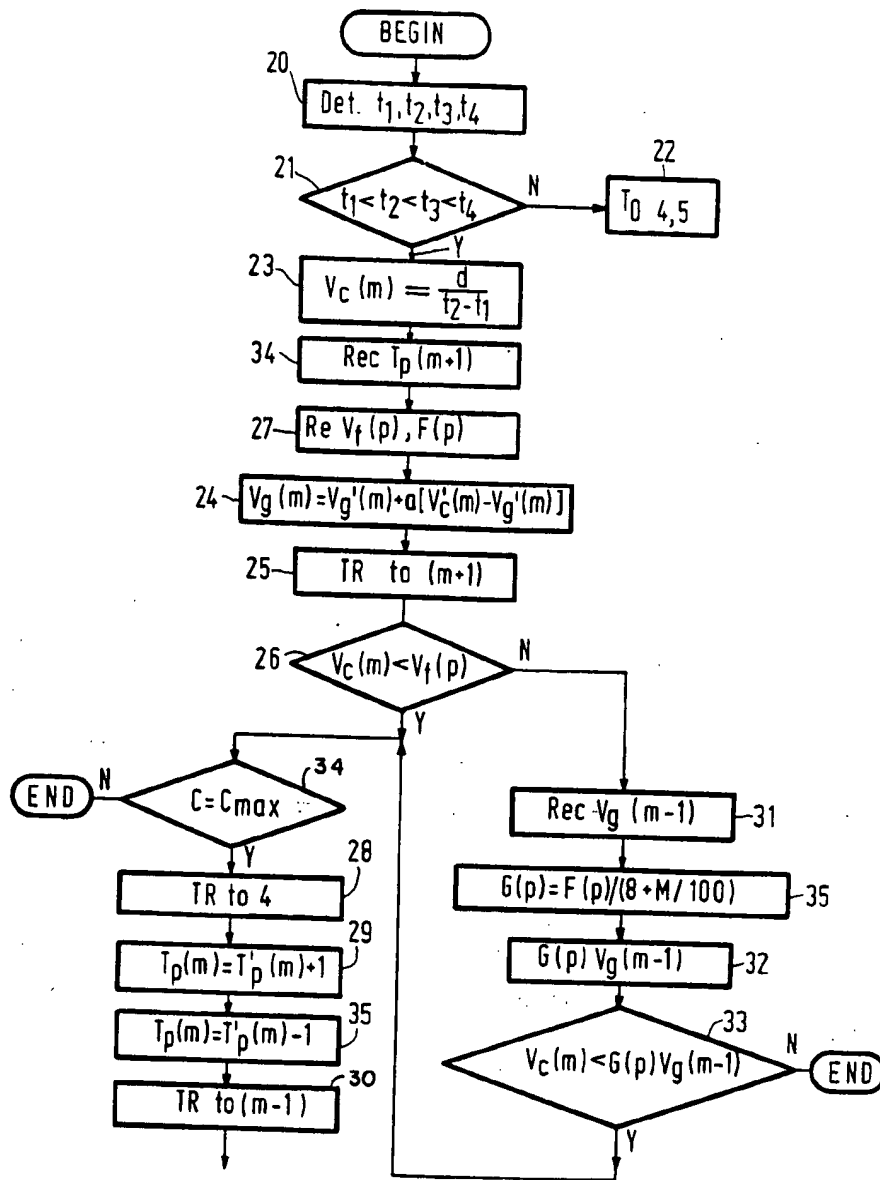 BEGIN
20
Det. t1, t2, t3, t4
21
t1 < t2 < t3 < t4
N
22
T0 4,5
Y
23
Vc (m) = d / t2 - t1
34
Rec Tp (m+1)
27
Re Vf (p) , F(p)
24
Vg (m) = Vg' (m) + a [ V'c (m) - Vg' (m) ]
25
TR to (m+1)
26
Vc (m) < Vf (p)
N
Y
END
N
C = Cmax
34
Y
Rec Vg (m-1)
31
TR to 4
28
G(p) = F(p)/(8+M/100)
35
Tp (m) = T'p (m) + 1
29
G(p) Vg (m-1)
32
Tp (m) = T'p (m) - 1
35
Vc (m) < G(p) Vg (m-1)
33
N
END
TR to (m-1)
30
Y